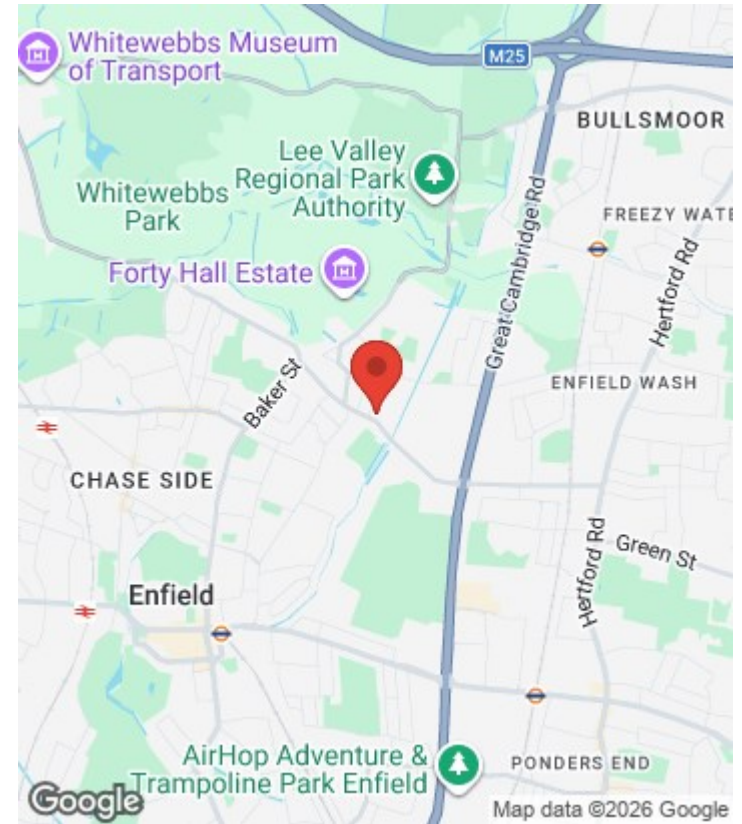 Whitewebbs Museum
of Transport
M25
BULLSMOOR
Lee Valley
Regional Park
Authority
Whitewebbs
Park
FREEZY WATE
Forty Hall Estate
Great Cambridge Rd
Hertford Rd
Baker St
ENFIELD WASH
CHASE SIDE
Green St
Hertford Rd
Enfield
AirHop Adventure &
Trampoline Park Enfield
PONDERS END
Google
Map data ©2026 Google